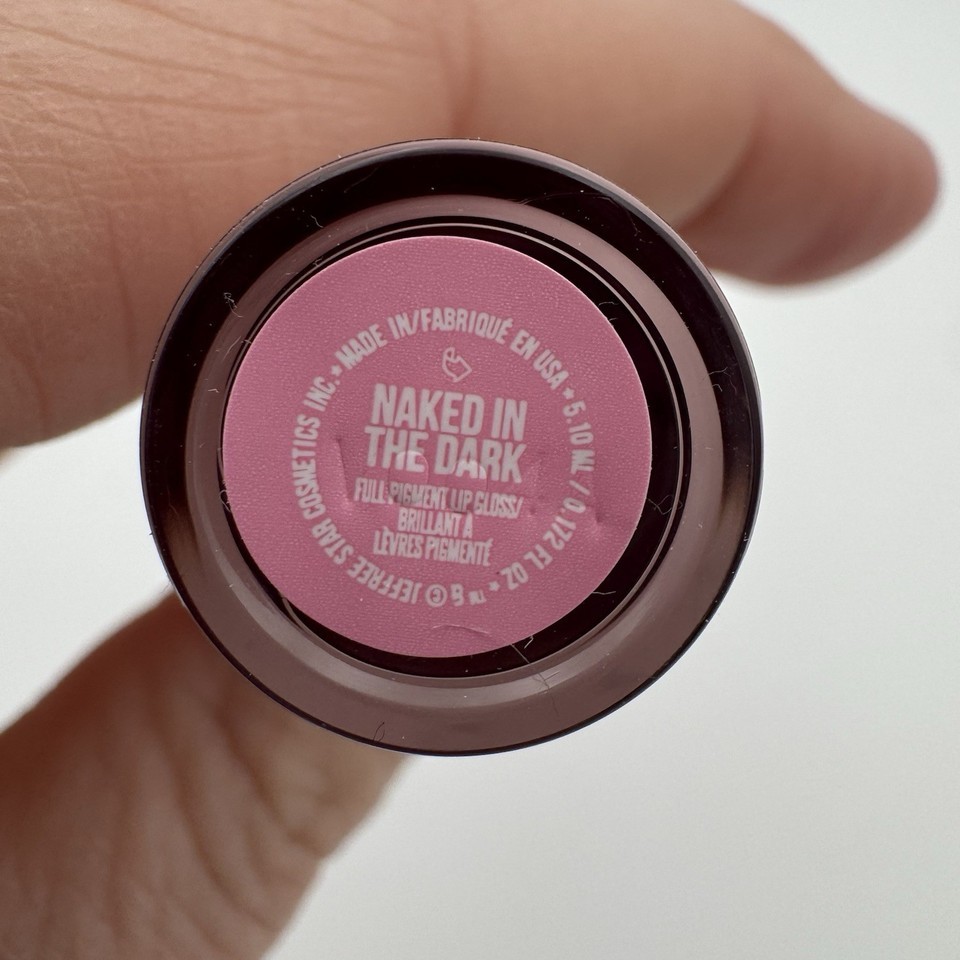 NAKED IN
THE DARK
FULL PIGMENT LIP GLOSS/
BRILLANT À
LÈVRES PIGMENTÉ
™ & © JEFFREE STAR COSMETICS INC. ★ MADE IN/FABRIQUÉ EN USA ★ 5.10 ML / 0.172 FL OZ ★